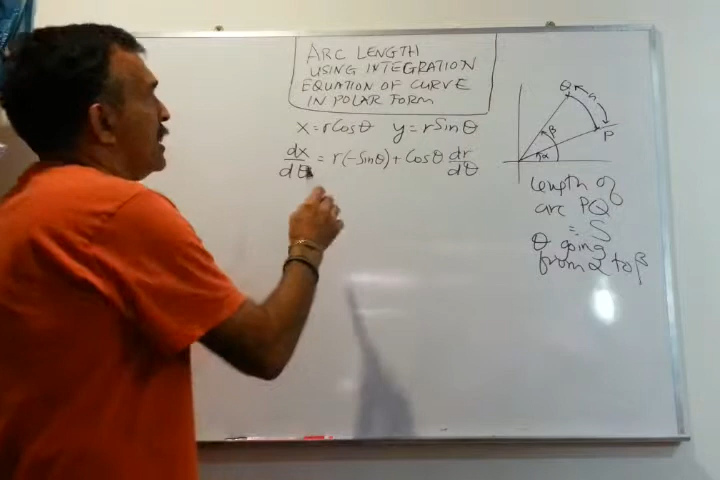 ARC LENGTH
USING INTEGRATION
EQUATION OF CURVE
IN POLAR FORM
x = r Cos θ   y = r Sin θ
dx/dθ = r(-Sin θ) + Cos θ dr/dθ
Q
S
P
β
α
Length of
arc PQ
= S
θ going
from α to β